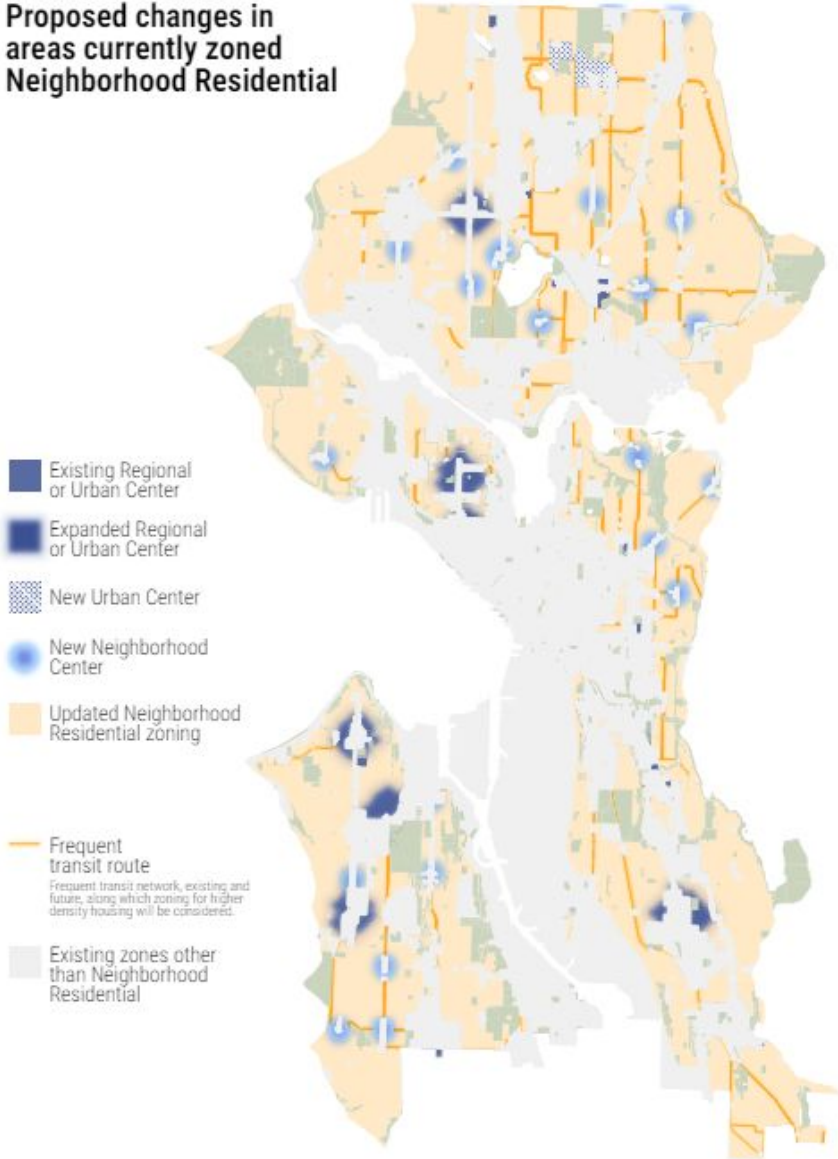 Proposed changes in
areas currently zoned
Neighborhood Residential
Existing Regional
or Urban Center
Expanded Regional
or Urban Center
New Urban Center
New Neighborhood
Center
Updated Neighborhood
Residential zoning
Frequent
transit route
Frequent transit network, existing and
future, along which zoning for higher
density housing will be considered.
Existing zones other
than Neighborhood
Residential